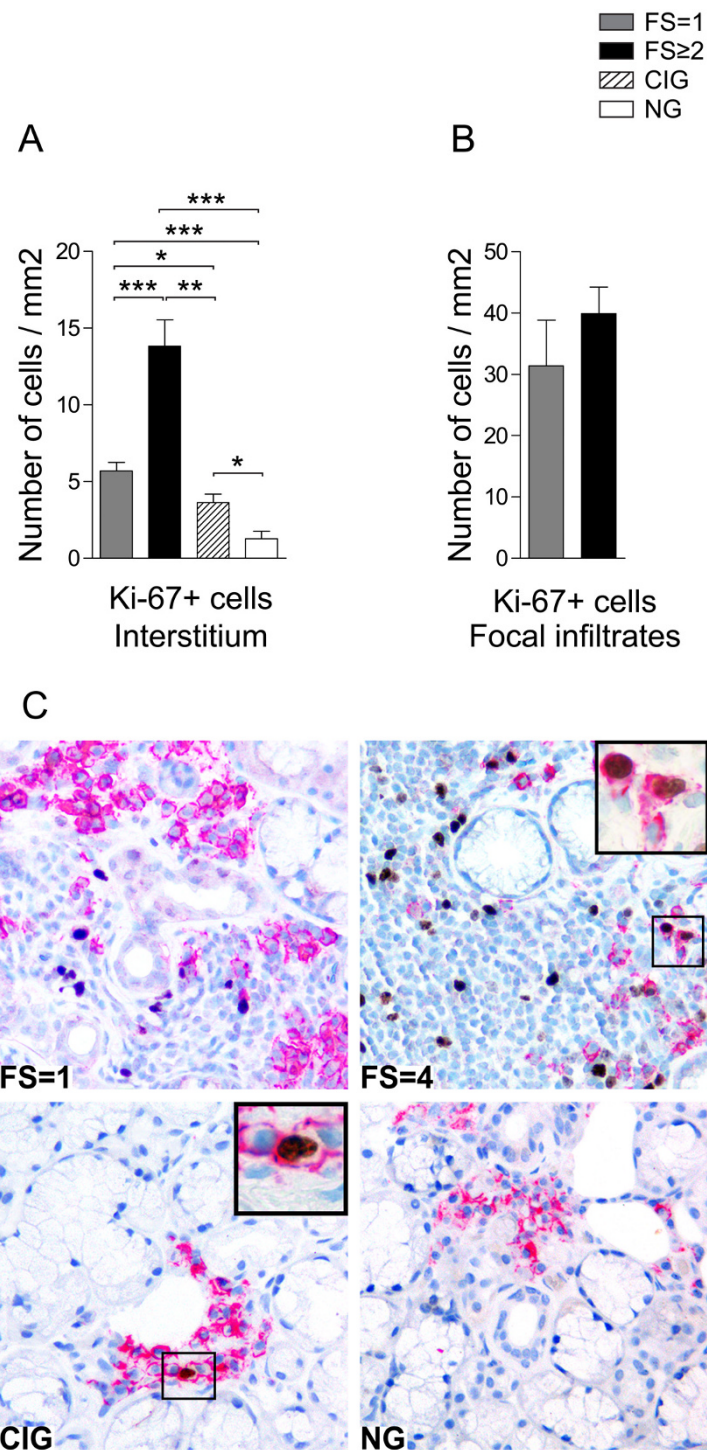 FS=1
FS≥2
CIG
NG
A
B
***
***
*
***
**
*
Number of cells / mm2
20
15
10
5
0
Ki-67+ cells
Interstitium
Number of cells / mm2
50
40
30
20
10
0
Ki-67+ cells
Focal infiltrates
C
FS=1
FS=4
CIG
NG